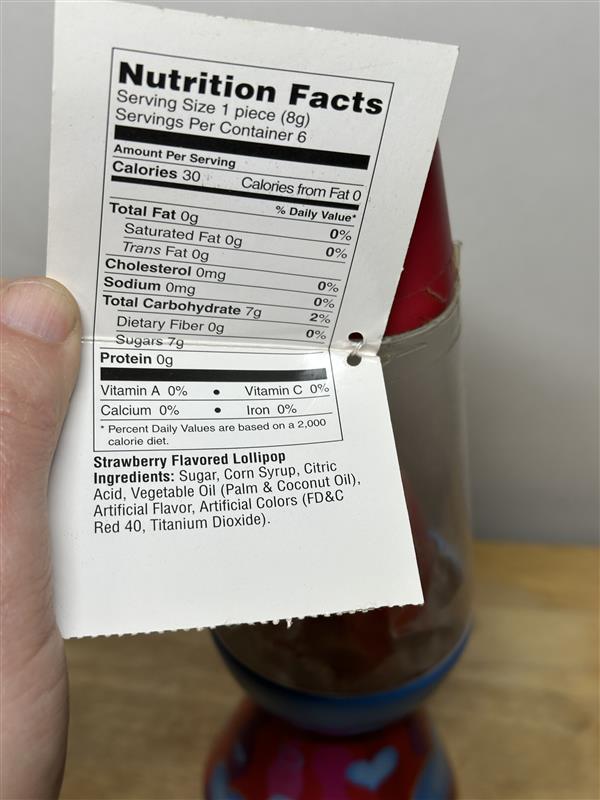 Nutrition Facts
Serving Size 1 piece (8g)
Servings Per Container 6
Amount Per Serving
Calories 30 Calories from Fat 0
% Daily Value*
Total Fat 0g 0%
Saturated Fat 0g 0%
Trans Fat 0g
Cholesterol 0mg 0%
Sodium 0mg 0%
Total Carbohydrate 7g 2%
Dietary Fiber 0g 0%
Sugars 7g
Protein 0g
Vitamin A 0% • Vitamin C 0%
Calcium 0% • Iron 0%
* Percent Daily Values are based on a 2,000
calorie diet.
Strawberry Flavored Lollipop
Ingredients: Sugar, Corn Syrup, Citric
Acid, Vegetable Oil (Palm & Coconut Oil),
Artificial Flavor, Artificial Colors (FD&C
Red 40, Titanium Dioxide).